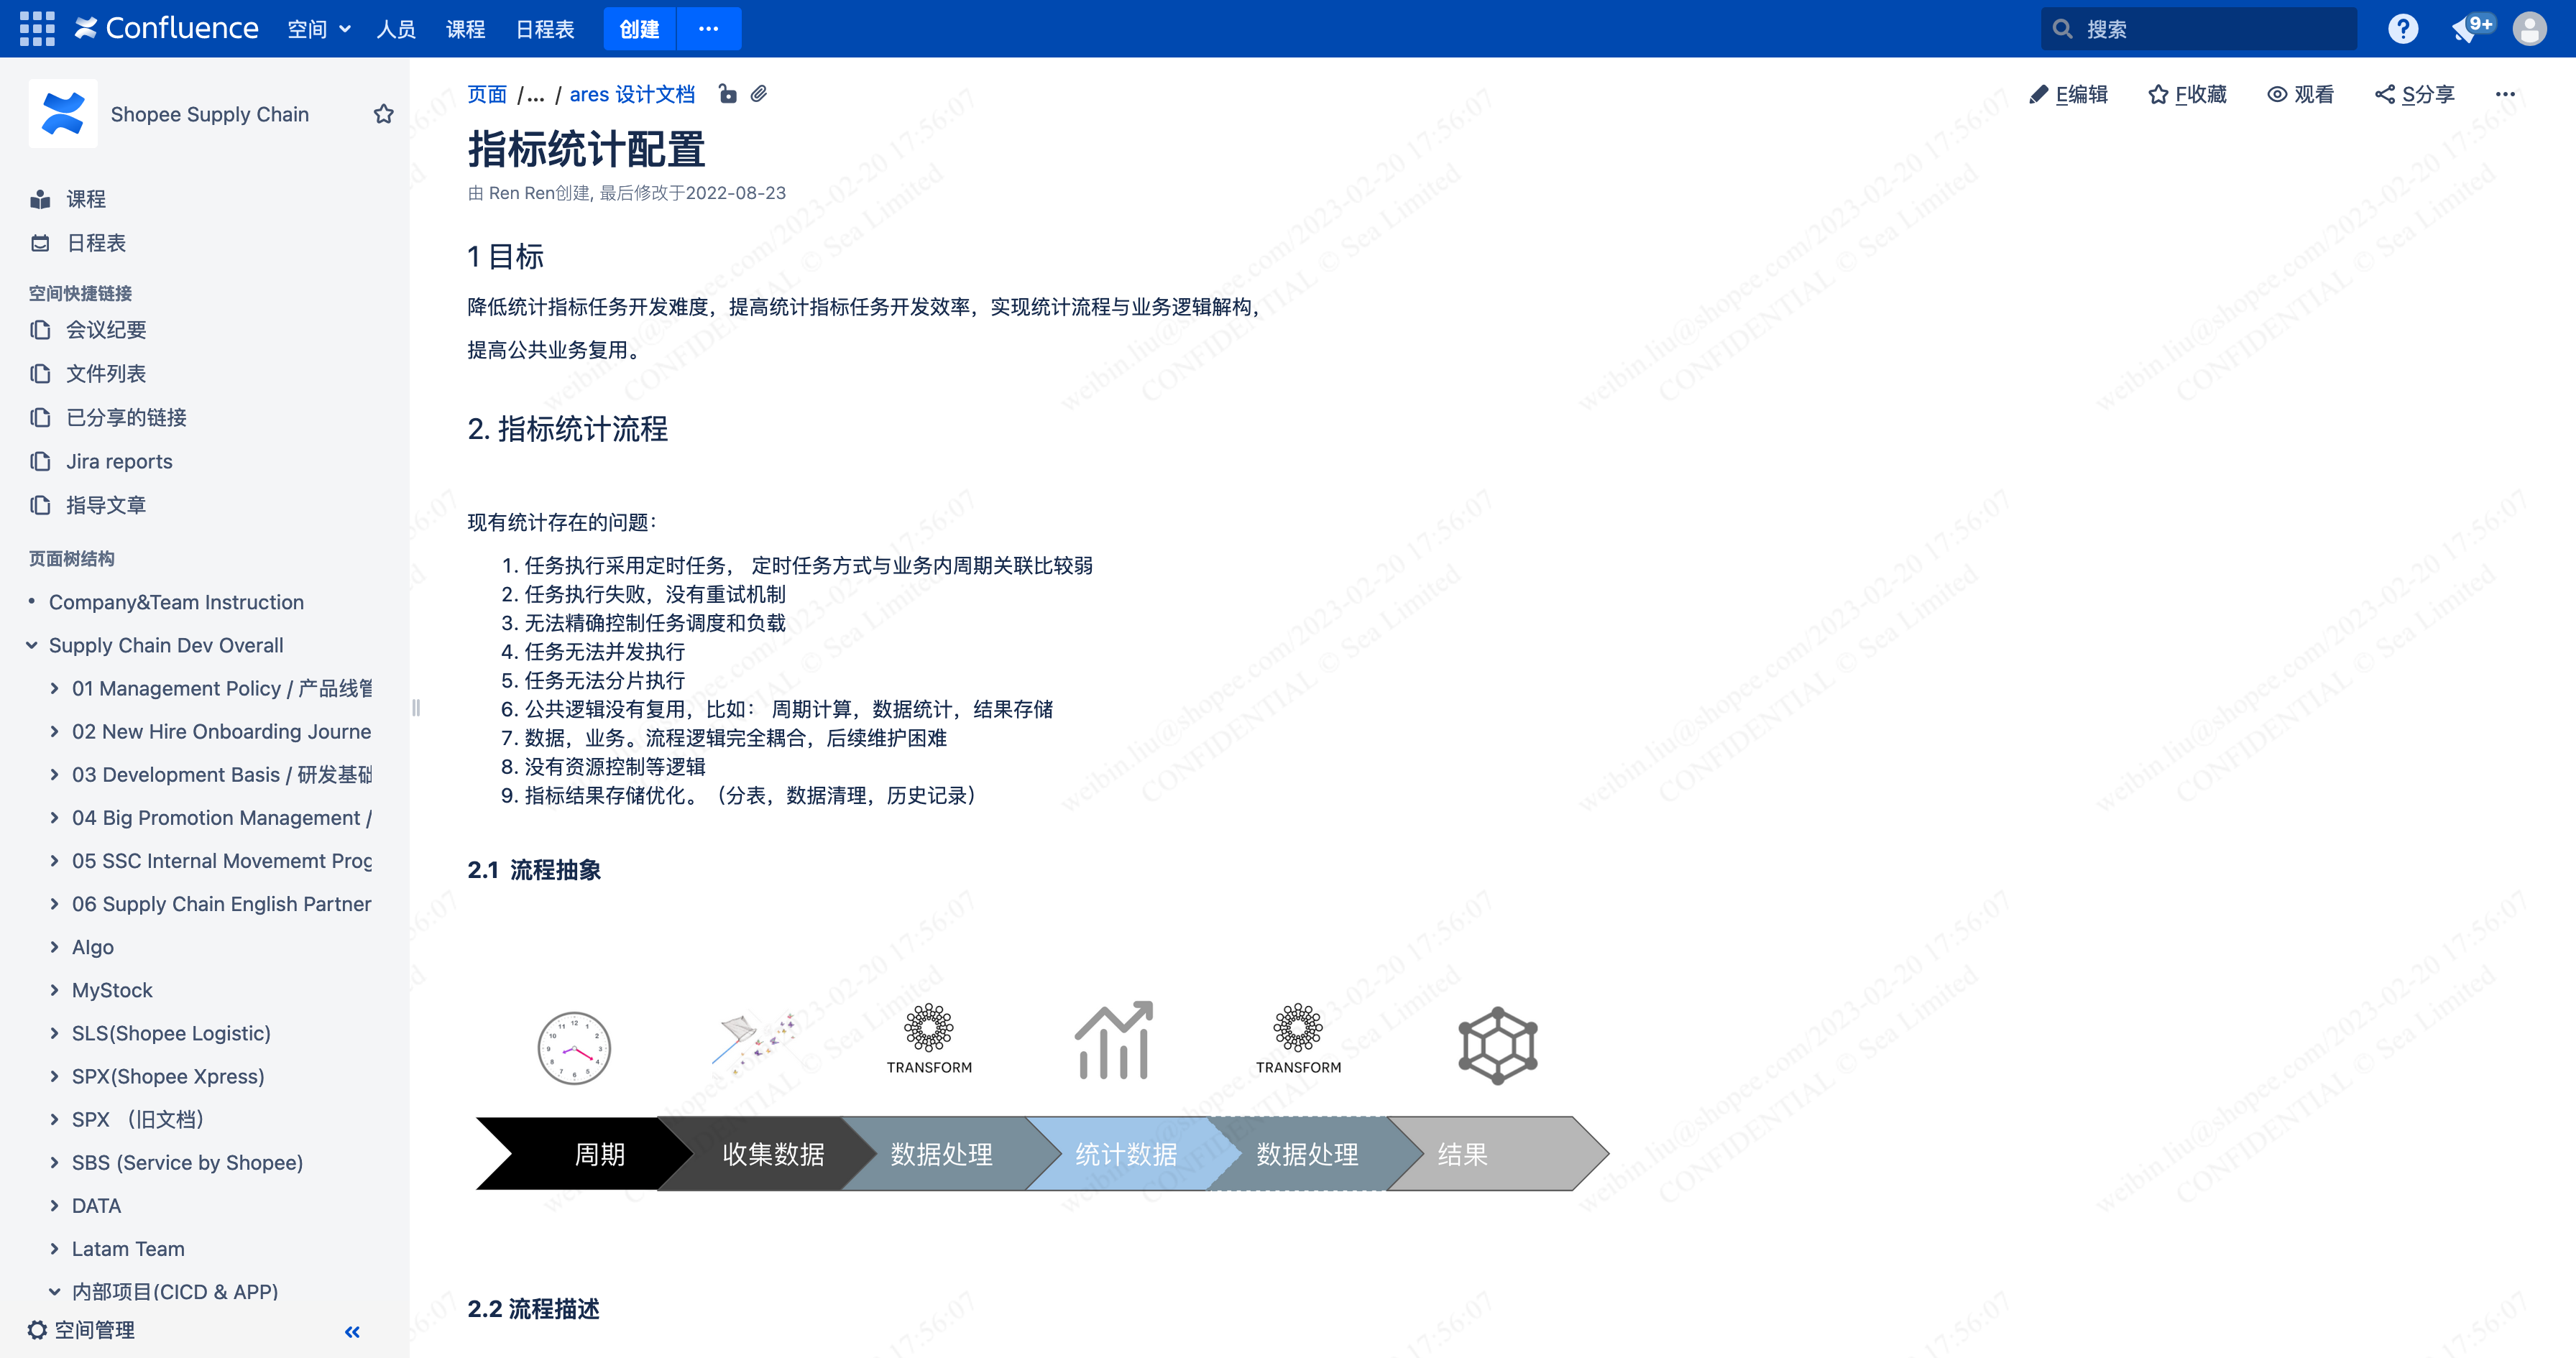 Confluence 空间 人员 课程 日程表 创建 ··· 搜索 9+
Shopee Supply Chain
课程
日程表
空间快捷链接
会议纪要
文件列表
已分享的链接
Jira reports
指导文章
页面树结构
Company&Team Instruction
Supply Chain Dev Overall
01 Management Policy / 产品线管
02 New Hire Onboarding Journe
03 Development Basis / 研发基础
04 Big Promotion Management /
05 SSC Internal Movememt Prog
06 Supply Chain English Partner
Algo
MyStock
SLS(Shopee Logistic)
SPX(Shopee Xpress)
SPX （旧文档）
SBS (Service by Shopee)
DATA
Latam Team
内部项目(CICD & APP)
空间管理
页面 /... / ares 设计文档
E编辑 F收藏 观看 S分享 ···
指标统计配置
由 Ren Ren创建, 最后修改于2022-08-23
1 目标
降低统计指标任务开发难度，提高统计指标任务开发效率，实现统计流程与业务逻辑解构，
提高公共业务复用。
2. 指标统计流程
现有统计存在的问题：
1. 任务执行采用定时任务， 定时任务方式与业务内周期关联比较弱
2. 任务执行失败，没有重试机制
3. 无法精确控制任务调度和负载
4. 任务无法并发执行
5. 任务无法分片执行
6. 公共逻辑没有复用，比如： 周期计算，数据统计，结果存储
7. 数据，业务。流程逻辑完全耦合，后续维护困难
8. 没有资源控制等逻辑
9. 指标结果存储优化。（分表，数据清理，历史记录）
2.1 流程抽象
TRANSFORM TRANSFORM
周期 收集数据 数据处理 统计数据 数据处理 结果
2.2 流程描述
weibin.liu@shopee.com/2023-02-20 17:56:07
CONFIDENTIAL © Sea Limited